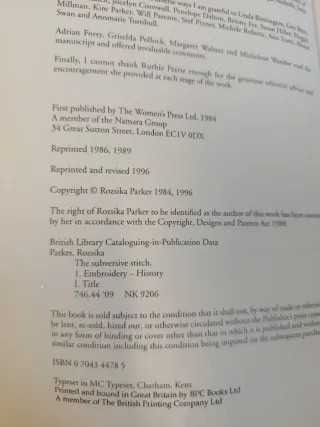 Millman, Kim Parker, Will Parente, Stef Pixner, Michèle Roberts, Ann Scott, Alison
Swan and Annmarie Turnbull.
Adrian Forty, Griselda Pollock, Margaret Walters and Michelene Wandor read the
manuscript and offered invaluable comments.
Finally, I cannot thank Ruthie Petrie enough for the generous editorial advice and
encouragement she provided at each stage of the work.
First published by The Women's Press Ltd, 1984
A member of the Namara Group
34 Great Sutton Street, London EC1V 0DX
Reprinted 1986, 1989
Reprinted and revised 1996
Copyright © Rozsika Parker 1984, 1996
The right of Rozsika Parker to be identified as the author of this work has been asserted
by her in accordance with the Copyright, Designs and Patents Act 1988.
British Library Cataloguing-in-Publication Data
Parker, Rozsika
The subversive stitch.
1. Embroidery – History
I. Title
746.44'09 NK 9206
This book is sold subject to the condition that it shall not, by way of trade or otherwise,
be lent, re-sold, hired out, or otherwise circulated without the Publisher's prior consent
in any form of binding or cover other than that in which it is published and without a
similar condition including this condition being imposed on the subsequent purchaser
ISBN 0 7043 4478 5
Typeset in MC Typeset, Chatham, Kent
Printed and bound in Great Britain by BPC Books Ltd
A member of The British Printing Company Ltd